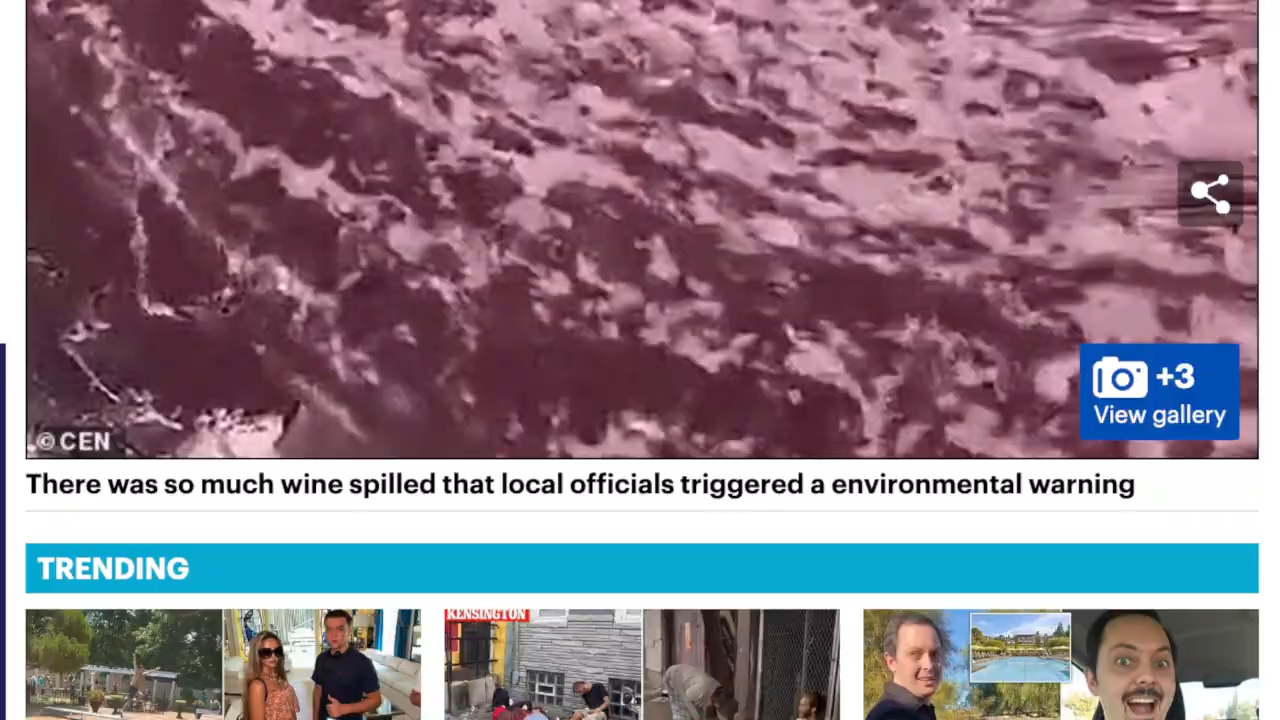 +3
View gallery
© CEN
There was so much wine spilled that local officials triggered a environmental warning
TRENDING
KENSINGTON